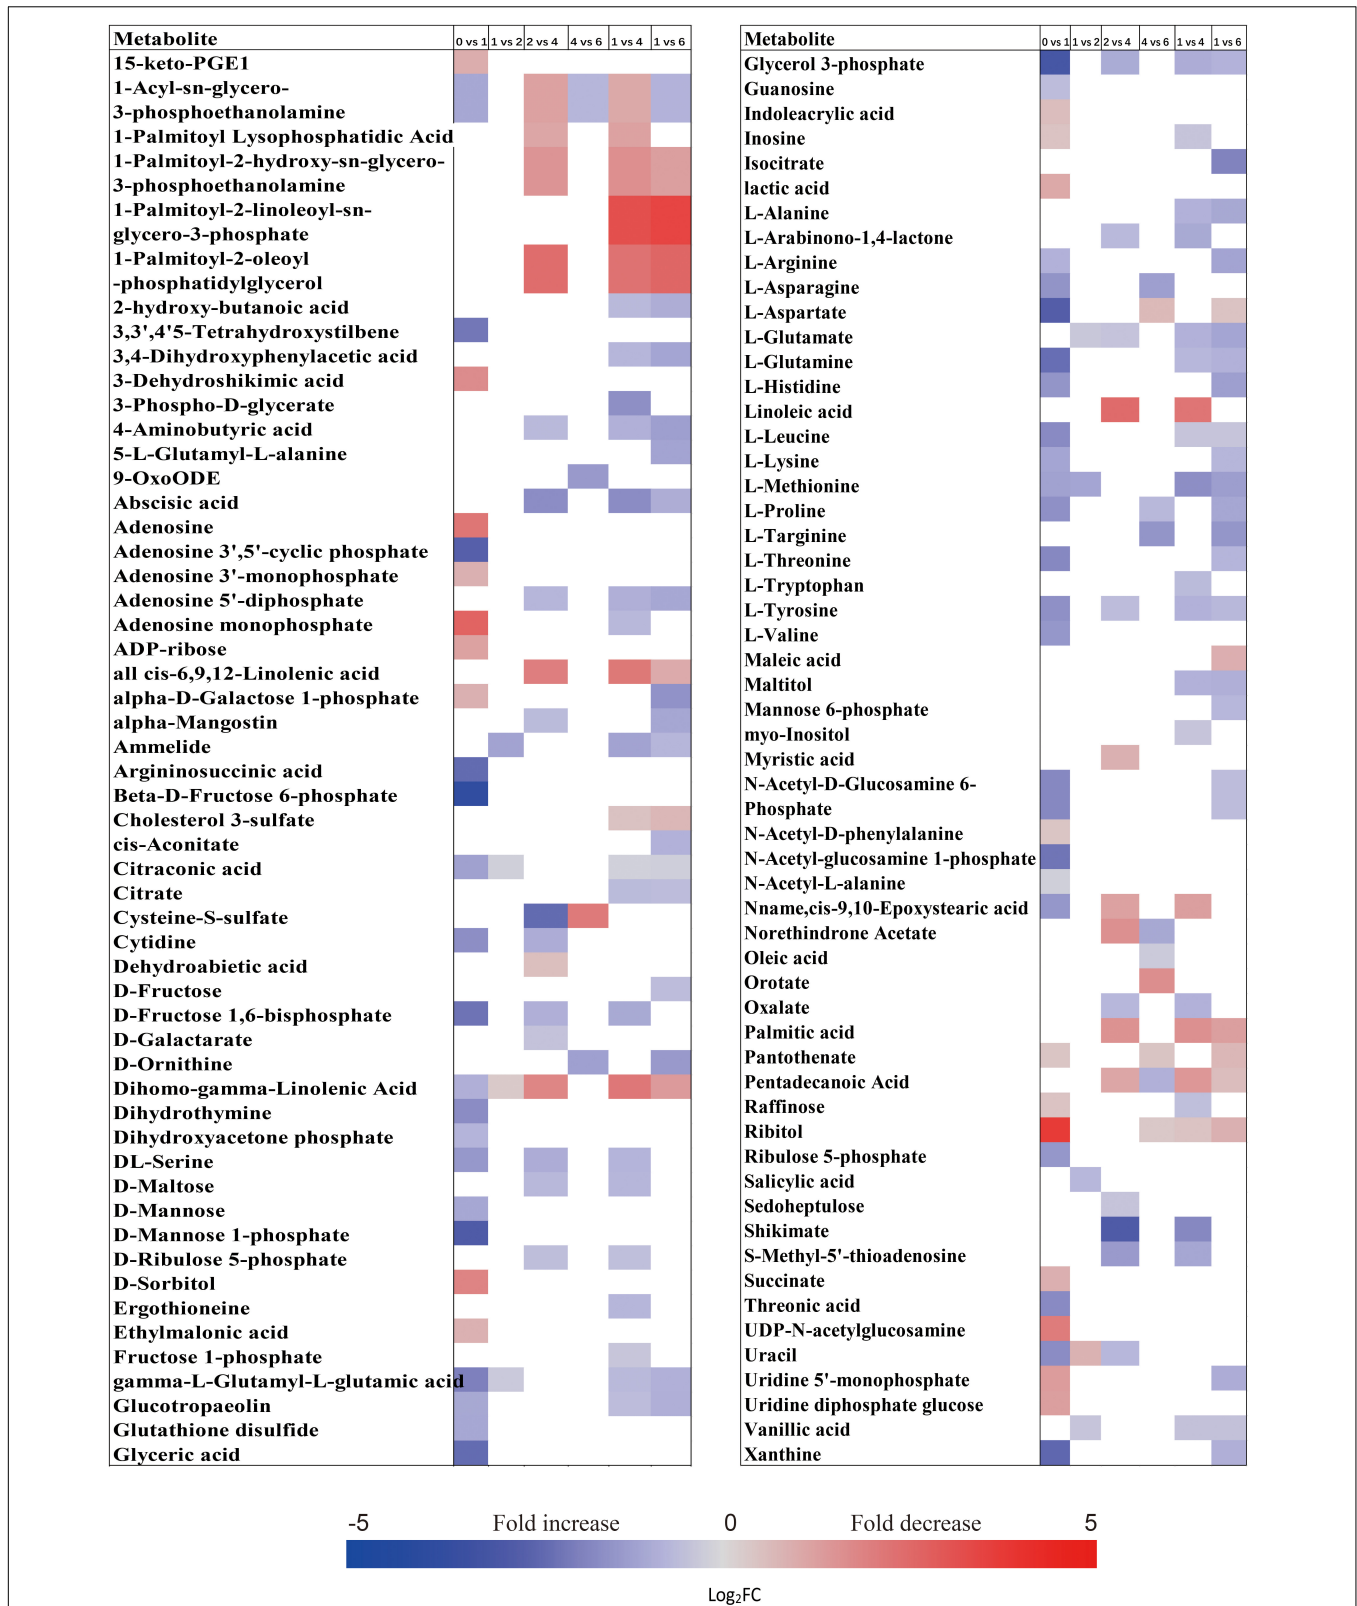 Metabolite 0 vs 1 1 vs 2 2 vs 4 4 vs 6 1 vs 4 1 vs 6
15-keto-PGE1
1-Acyl-sn-glycero-
3-phosphoethanolamine
1-Palmitoyl Lysophosphatidic Acid
1-Palmitoyl-2-hydroxy-sn-glycero-
3-phosphoethanolamine
1-Palmitoyl-2-linoleoyl-sn-
glycero-3-phosphate
1-Palmitoyl-2-oleoyl
-phosphatidylglycerol
2-hydroxy-butanoic acid
3,3',4'5-Tetrahydroxystilbene
3,4-Dihydroxyphenylacetic acid
3-Dehydroshikimic acid
3-Phospho-D-glycerate
4-Aminobutyric acid
5-L-Glutamyl-L-alanine
9-OxoODE
Abscisic acid
Adenosine
Adenosine 3',5'-cyclic phosphate
Adenosine 3'-monophosphate
Adenosine 5'-diphosphate
Adenosine monophosphate
ADP-ribose
all cis-6,9,12-Linolenic acid
alpha-D-Galactose 1-phosphate
alpha-Mangostin
Ammelide
Argininosuccinic acid
Beta-D-Fructose 6-phosphate
Cholesterol 3-sulfate
cis-Aconitate
Citraconic acid
Citrate
Cysteine-S-sulfate
Cytidine
Dehydroabietic acid
D-Fructose
D-Fructose 1,6-bisphosphate
D-Galactarate
D-Ornithine
Dihomo-gamma-Linolenic Acid
Dihydrothymine
Dihydroxyacetone phosphate
DL-Serine
D-Maltose
D-Mannose
D-Mannose 1-phosphate
D-Ribulose 5-phosphate
D-Sorbitol
Ergothioneine
Ethylmalonic acid
Fructose 1-phosphate
gamma-L-Glutamyl-L-glutamic acid
Glucotropaeolin
Glutathione disulfide
Glyceric acid
Metabolite 0 vs 1 1 vs 2 2 vs 4 4 vs 6 1 vs 4 1 vs 6
Glycerol 3-phosphate
Guanosine
Indoleacrylic acid
Inosine
Isocitrate
lactic acid
L-Alanine
L-Arabinono-1,4-lactone
L-Arginine
L-Asparagine
L-Aspartate
L-Glutamate
L-Glutamine
L-Histidine
Linoleic acid
L-Leucine
L-Lysine
L-Methionine
L-Proline
L-Targinine
L-Threonine
L-Tryptophan
L-Tyrosine
L-Valine
Maleic acid
Maltitol
Mannose 6-phosphate
myo-Inositol
Myristic acid
N-Acetyl-D-Glucosamine 6-
Phosphate
N-Acetyl-D-phenylalanine
N-Acetyl-glucosamine 1-phosphate
N-Acetyl-L-alanine
Nname,cis-9,10-Epoxystearic acid
Norethindrone Acetate
Oleic acid
Orotate
Oxalate
Palmitic acid
Pantothenate
Pentadecanoic Acid
Raffinose
Ribitol
Ribulose 5-phosphate
Salicylic acid
Sedoheptulose
Shikimate
S-Methyl-5'-thioadenosine
Succinate
Threonic acid
UDP-N-acetylglucosamine
Uracil
Uridine 5'-monophosphate
Uridine diphosphate glucose
Vanillic acid
Xanthine
-5 Fold increase 0 Fold decrease 5
Log₂FC